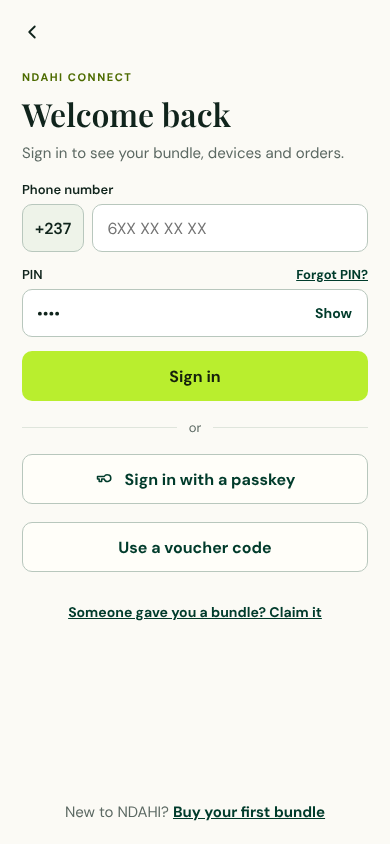 NDAHI CONNECT
Welcome back
Sign in to see your bundle, devices and orders.
Phone number
+237 6XX XX XX XX
PIN Forgot PIN?
•••• Show
Sign in
or
Sign in with a passkey
Use a voucher code
Someone gave you a bundle? Claim it
New to NDAHI? Buy your first bundle